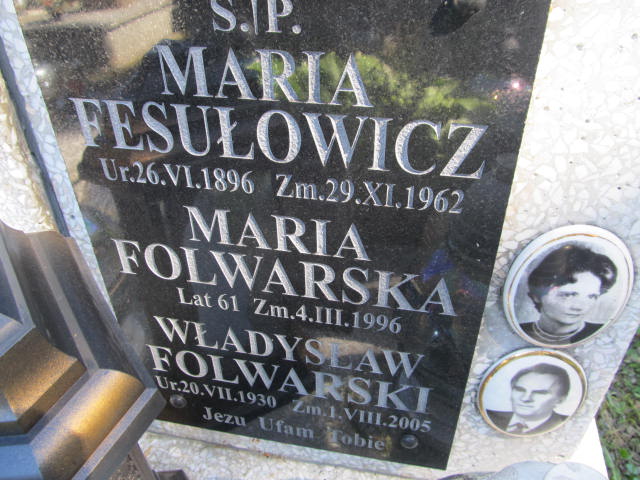 Ś./P.
MARIA
FESUŁOWICZ
Ur.26.VI.1896 Zm.29.XI.1962
MARIA
FOLWARSKA
Lat 61 Zm.4.III.1996
WŁADYSŁAW
FOLWARSKI
Ur.20.VII.1930 Zm.1.VIII.2005
Jezu Ufam Tobie